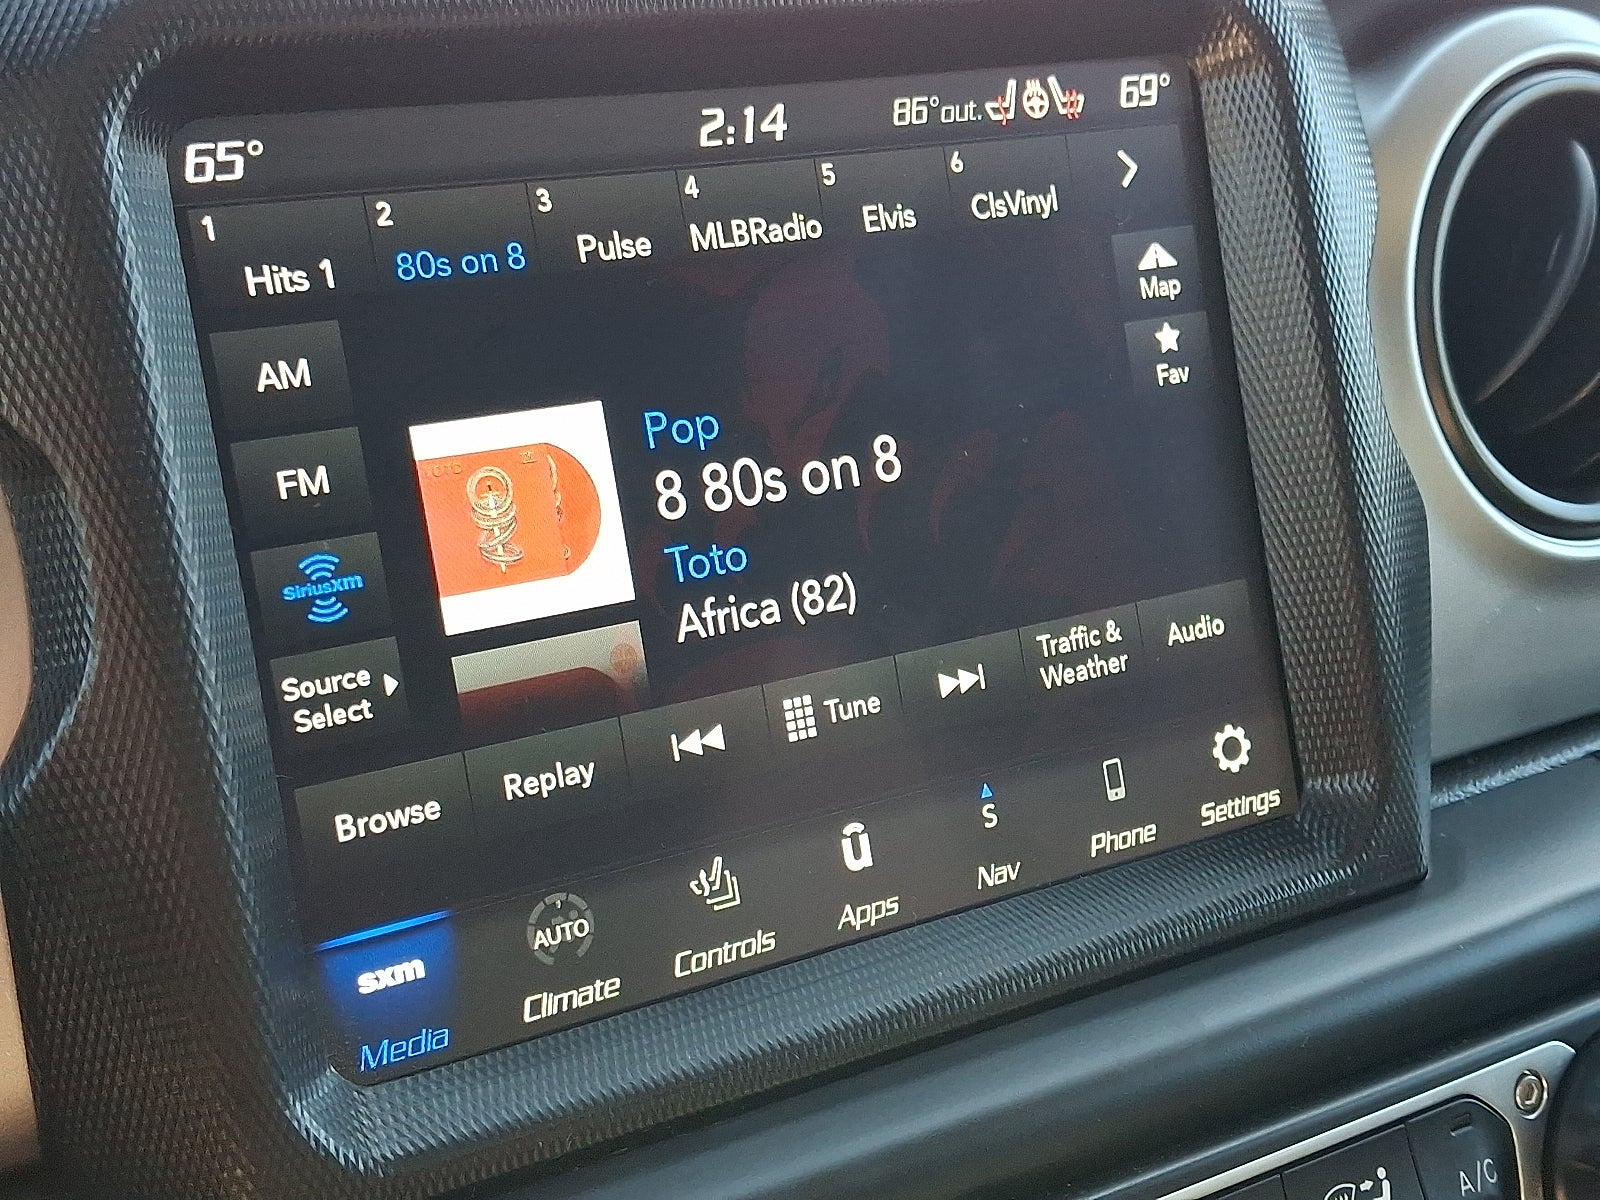 65°
2:14
86°out.
69°
1
Hits 1
2
80s on 8
3
Pulse
4
MLBRadio
5
Elvis
6
ClsVinyl
Map
Fav
AM
FM
SiriusXm
Source
Select
TOTO
Pop
8 80s on 8
Toto
Africa (82)
Browse
Replay
Tune
Traffic &
Weather
Audio
sxm
Media
AUTO
Climate
Controls
û
Apps
S
Nav
Phone
Settings
A/C